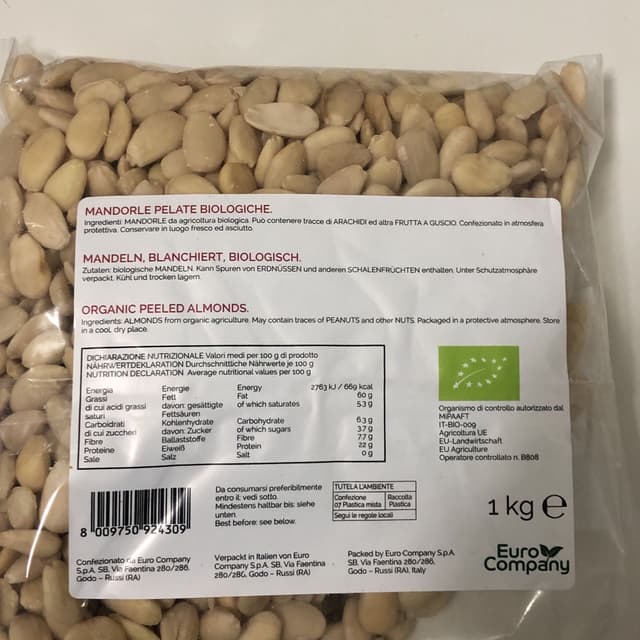 MANDORLE PELATE BIOLOGICHE.
Ingredienti: MANDORLE da agricoltura biologica. Può contenere tracce di ARACHIDI ed altra FRUTTA A GUSCIO. Confezionato in atmosfera
protettiva. Conservare in luogo fresco ed asciutto.
MANDELN, BLANCHIERT, BIOLOGISCH.
Zutaten: biologische MANDELN. Kann Spuren von ERDNÜSSEN und anderen SCHALENFRÜCHTEN enthalten. Unter Schutzatmosphäre
verpackt. Kühl und trocken lagern.
ORGANIC PEELED ALMONDS.
Ingredients: ALMONDS from organic agriculture. May contain traces of PEANUTS and other NUTS. Packaged in a protective atmosphere. Store
in a cool, dry place.
DICHIARAZIONE NUTRIZIONALE Valori medi per 100 g di prodotto
NÄHRWERTDEKLARATION Durchschnittliche Nährwerte je 100 g
NUTRITION DECLARATION Average nutritional values per 100 g
Energia Energie Energy 2763 kJ / 669 kcal
Grassi Fett Fat 60 g
di cui acidi grassi davon: gesättigte of which saturates 5.3 g
saturi Fettsäuren
Carboidrati Kohlenhydrate Carbohydrate 6.3 g
di cui zuccheri davon: Zucker of which sugars 3.7 g
Fibre Ballaststoffe Fibre 7.7 g
Proteine Eiweiß Protein 22 g
Sale Salz Salt 0 g
Organismo di controllo autorizzato dal
MiPAAFT
IT-BIO-009
Agricoltura UE
EU-Landwirtschaft
EU Agriculture
Operatore controllato n. B808
8 009750 924309
Da consumarsi preferibilmente
entro il: vedi sotto.
Mindestens haltbar bis: siehe
unten.
Best before: see below.
TUTELA L'AMBIENTE
Confezione Raccolta
07 Plastica mista Plastica
Segui le regole locali
1 kg e
Euro
Company
Confezionato da Euro Company
S.p.A. SB, Via Faentina 280/286,
Godo – Russi (RA)
Verpackt in Italien von Euro
Company S.p.A. SB, Via Faentina
280/286, Godo – Russi (RA)
Packed by Euro Company S.p.A.
SB, Via Faentina 280/286,
Godo – Russi (RA), Italy